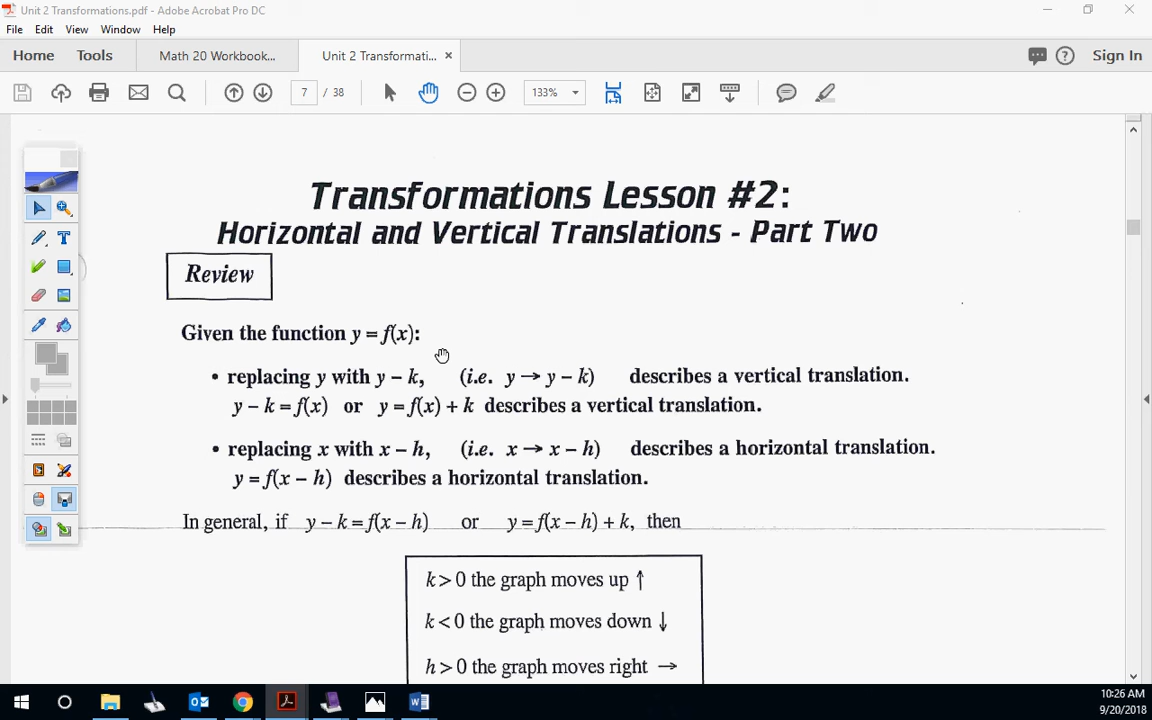 Unit 2 Transformations.pdf - Adobe Acrobat Pro DC
File Edit View Window Help
Home Tools Math 20 Workbook... Unit 2 Transformati... × Sign In
7 / 38 133%
Transformations Lesson #2:
Horizontal and Vertical Translations - Part Two
Review
Given the function y = f(x):
• replacing y with y – k, (i.e. y → y – k) describes a vertical translation.
y – k = f(x) or y = f(x) + k describes a vertical translation.
• replacing x with x – h, (i.e. x → x – h) describes a horizontal translation.
y = f(x – h) describes a horizontal translation.
In general, if y – k = f(x – h) or y = f(x – h) + k, then
k > 0 the graph moves up ↑
k < 0 the graph moves down ↓
h > 0 the graph moves right →
10:26 AM
9/20/2018